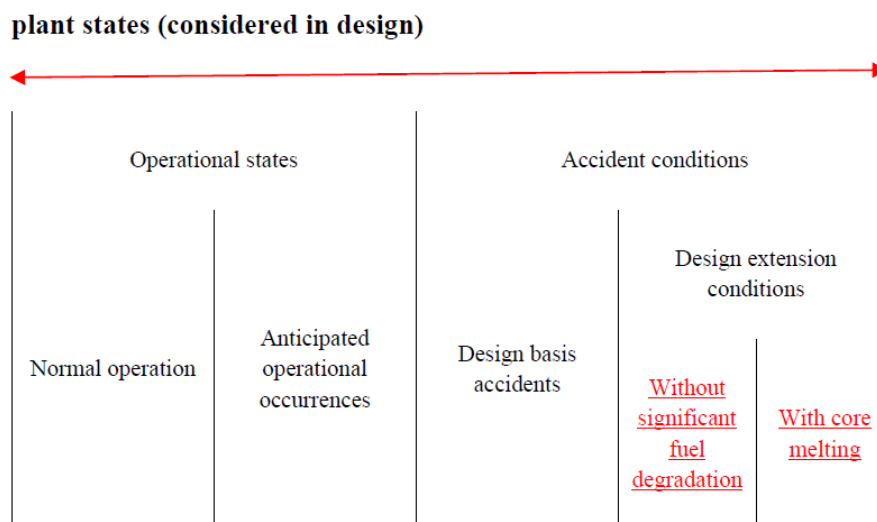 plant states (considered in design)
Operational states
Accident conditions
Design extension
conditions
Normal operation
Anticipated
operational
occurrences
Design basis
accidents
Without
significant
fuel
degradation
With core
melting